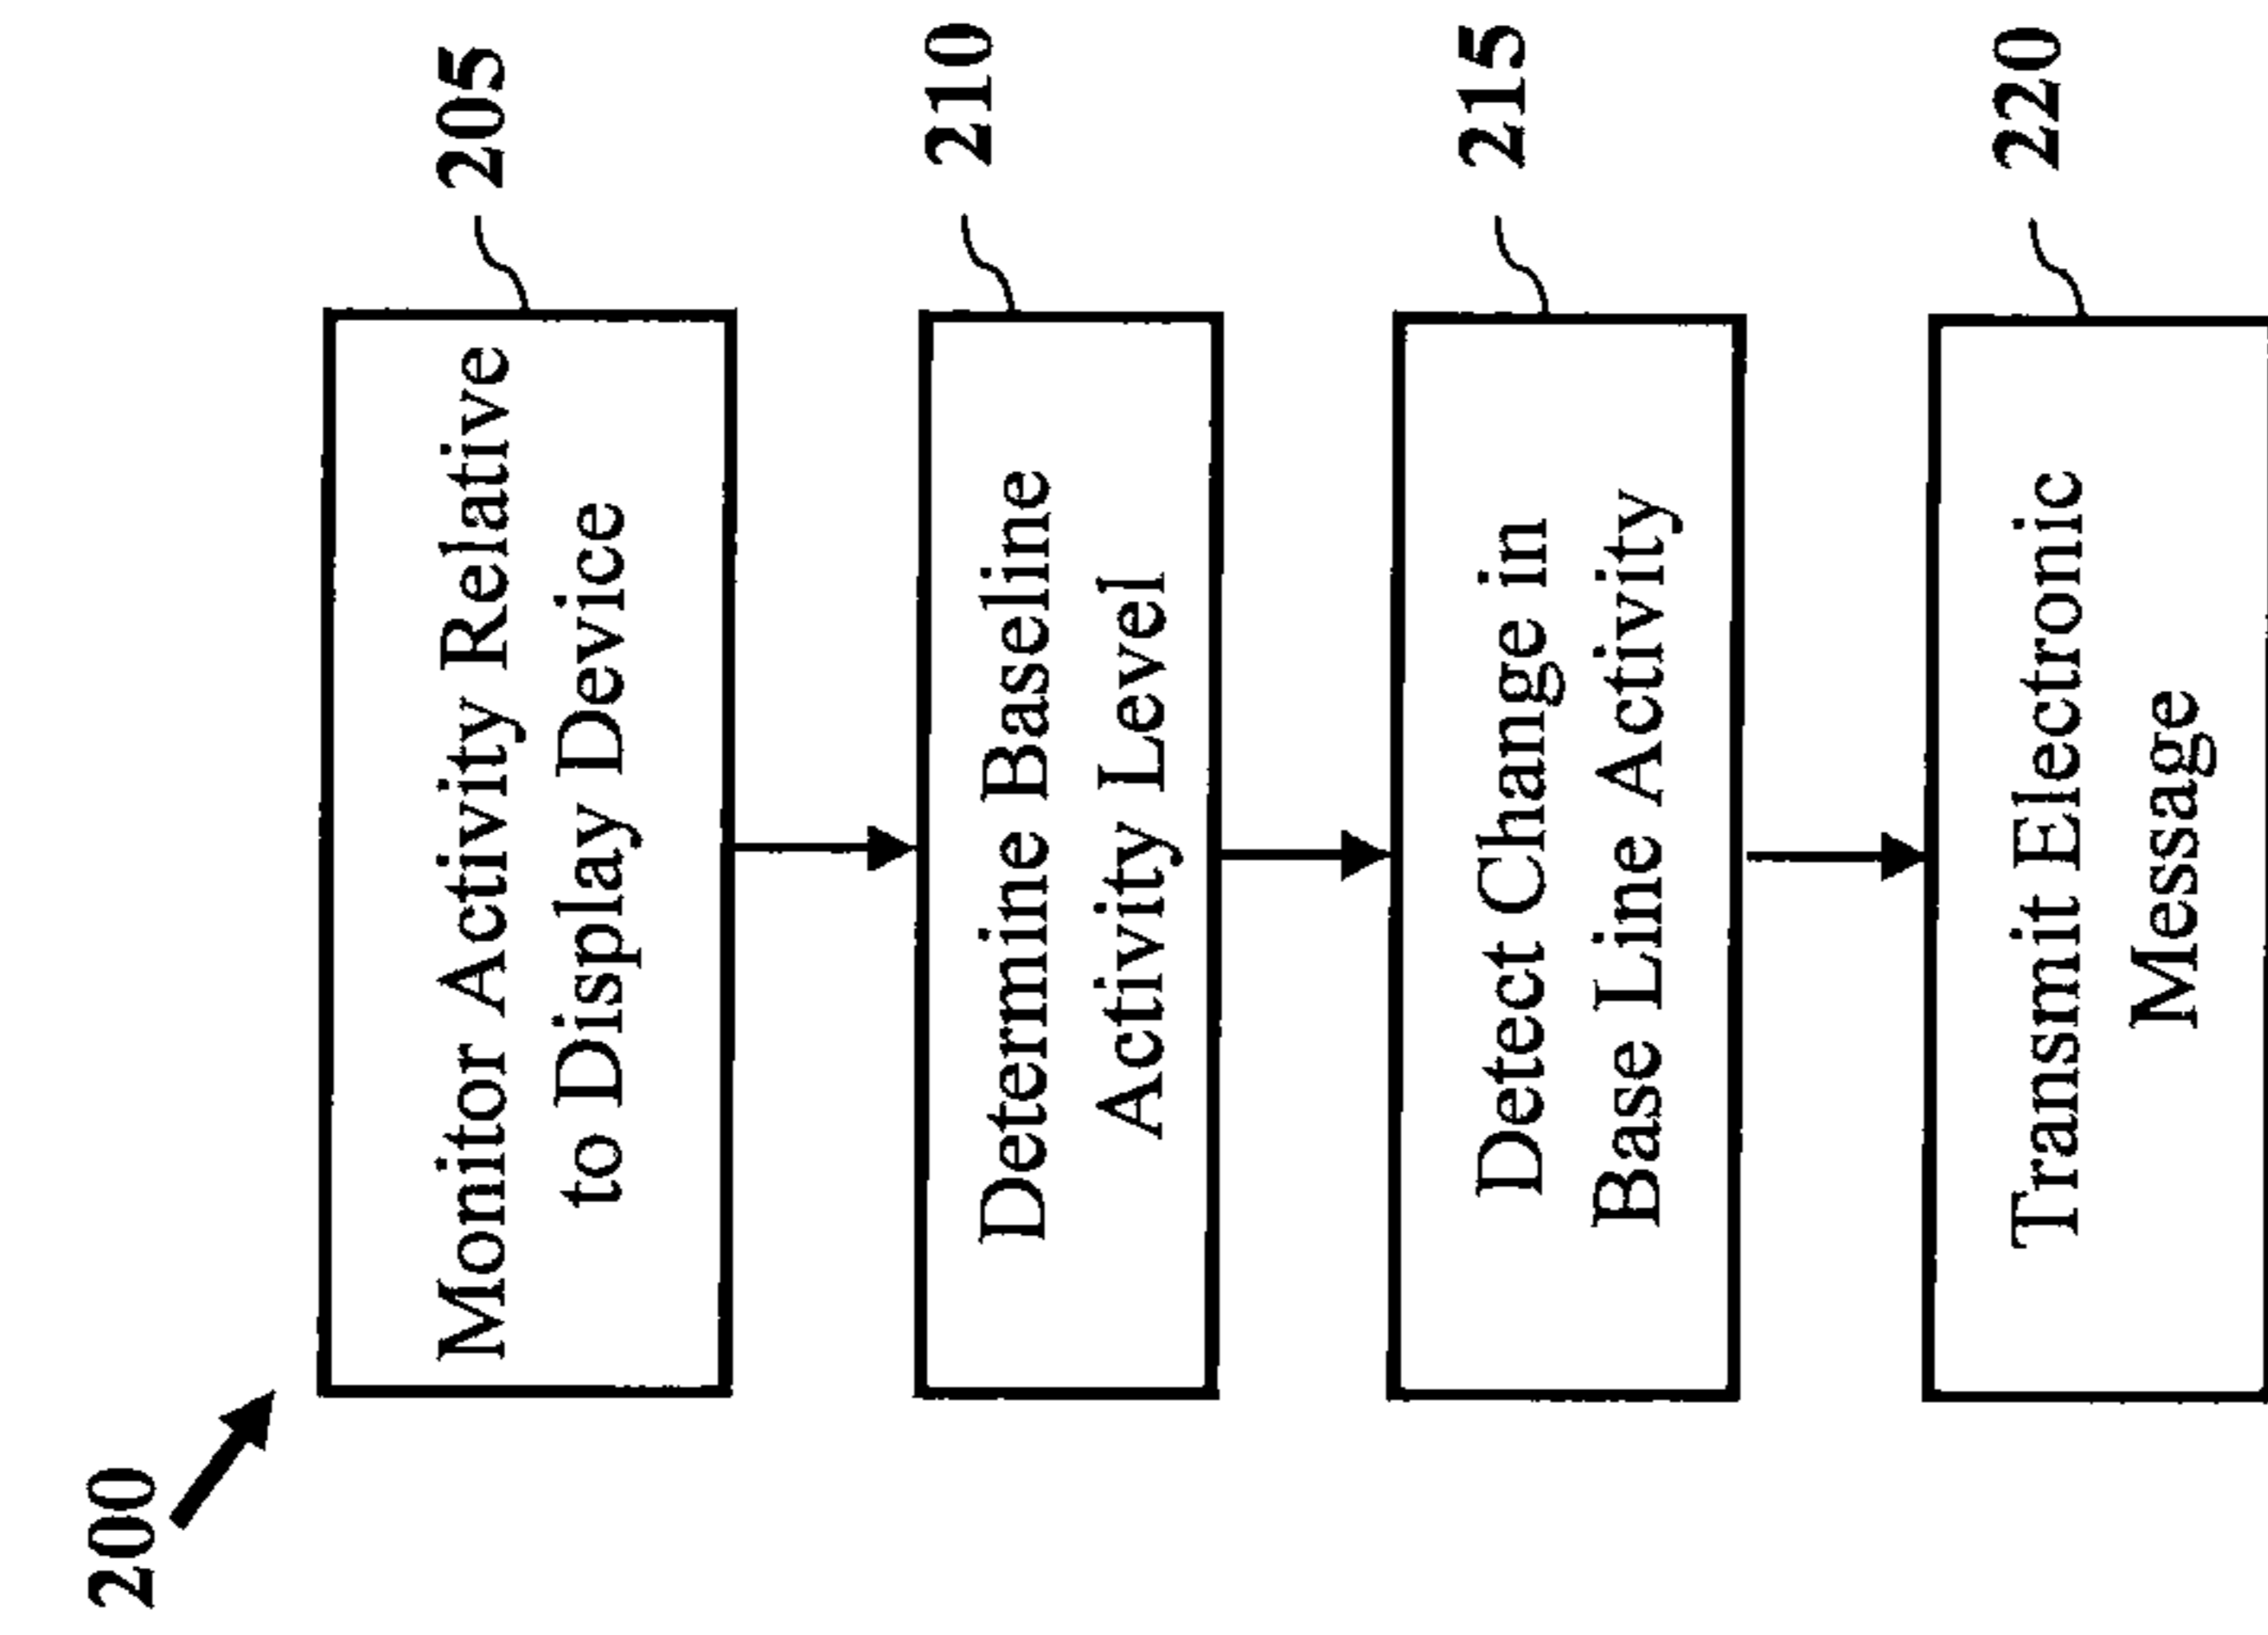 200
Monitor Activity Relative
to Display Device
205
Determine Baseline
Activity Level
210
Detect Change in
Base Line Activity
215
Transmit Electronic
Message
220